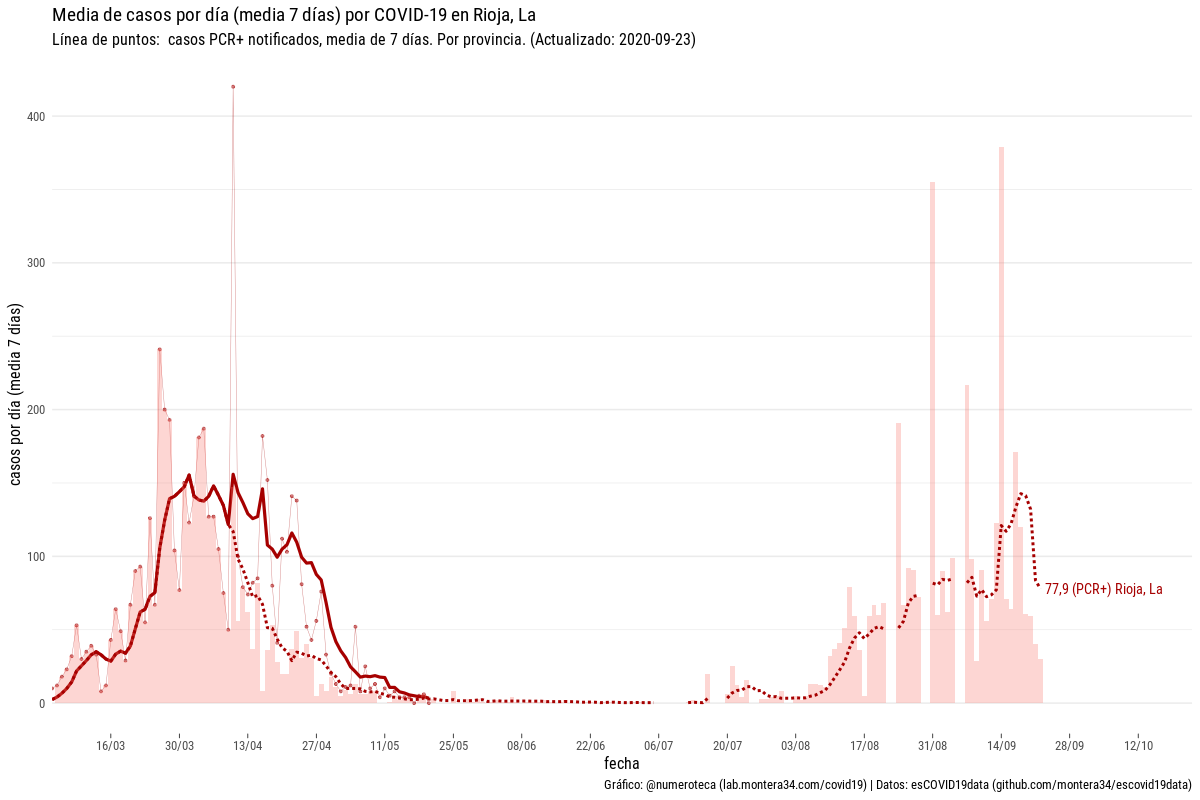 Media de casos por día (media 7 días) por COVID-19 en Rioja, La
Línea de puntos:  casos PCR+ notificados, media de 7 días. Por provincia. (Actualizado: 2020-09-23)
casos por día (media 7 días)
400
300
200
100
0
77,9 (PCR+) Rioja, La
16/03 30/03 13/04 27/04 11/05 25/05 08/06 22/06 06/07 20/07 03/08 17/08 31/08 14/09 28/09 12/10
fecha
Gráfico: @numeroteca (lab.montera34.com/covid19) | Datos: esCOVID19data (github.com/montera34/escovid19data)